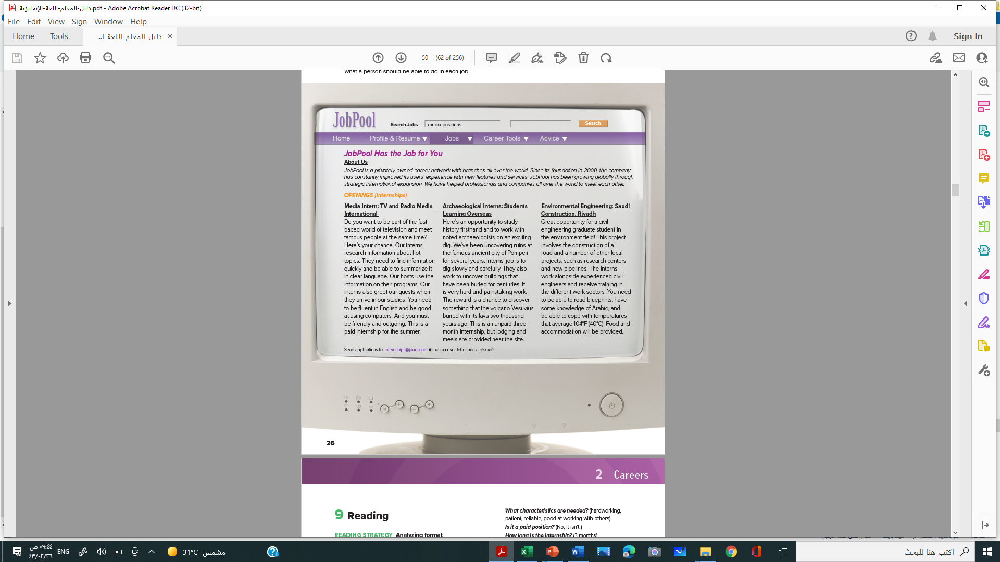 دليل-المعلم-اللغة-الإنجليزية.pdf - Adobe Acrobat Reader DC (32-bit)
File Edit View Sign Window Help
Home Tools دليل-المعلم-اللغة-ا... Sign In
50 (62 of 256)
what a person should be able to do in each job.
JobPool Search Jobs media positions Search
Home Profile & Resume Jobs Career Tools Advice
JobPool Has the Job for You
About Us:
JobPool is a privately-owned career network with branches all over the world. Since its foundation in 2000, the company
has constantly improved its users' experience with new features and services. JobPool has been growing globally through
strategic international expansion. We have helped professionals and companies all over the world to meet each other.
OPENINGS [Internships]
Media Intern: TV and Radio Media
International
Do you want to be part of the fast-
paced world of television and meet
famous people at the same time?
Here's your chance. Our interns
research information about hot
topics. They need to find information
quickly and be able to summarize it
in clear language. Our hosts use the
information on their programs. Our
interns also greet our guests when
they arrive in our studios. You need
to be fluent in English and be good
at using computers. And you must
be friendly and outgoing. This is a
paid internship for the summer.
Archaeological Interns: Students
Learning Overseas
Here's an opportunity to study
history firsthand and to work with
noted archaeologists on an exciting
dig. We've been uncovering ruins at
the famous ancient city of Pompeii
for several years. Interns' job is to
dig slowly and carefully. They also
work to uncover buildings that
have been buried for centuries. It
is very hard and painstaking work.
The reward is a chance to discover
something that the volcano Vesuvius
buried with its lava two thousand
years ago. This is an unpaid three-
month internship, but lodging and
meals are provided near the site.
Environmental Engineering: Saudi
Construction, Riyadh
Great opportunity for a civil
engineering graduate student in
the environment field! This project
involves the construction of a
road and a number of other local
projects, such as research centers
and new pipelines. The interns
work alongside experienced civil
engineers and receive training in
the different work sectors. You need
to be able to read blueprints, have
some knowledge of Arabic, and
be able to cope with temperatures
that average 104°F (40°C). Food and
accommodation will be provided.
Send applications to: internships@jpool.com Attach a cover letter and a résumé.
26
2 Careers
9 Reading
READING STRATEGY Analyzing format
What characteristics are needed? (hardworking,
patient, reliable, good at working with others)
Is it a paid position? (No, it isn't.)
How long is the internship? (3 months)
٠٩:٤٤ ص
٤٣/٠٢/٢٦
ENG
31°C مشمس
اكتب هنا للبحث